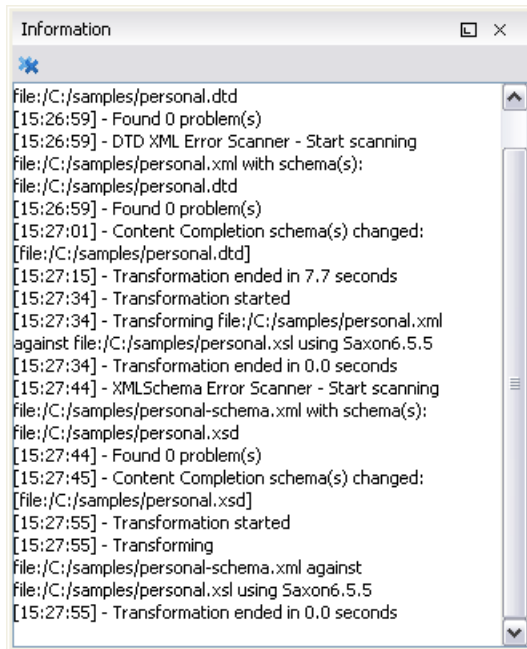 Information
file:/C:/samples/personal.dtd
[15:26:59] - Found 0 problem(s)
[15:26:59] - DTD XML Error Scanner - Start scanning
file:/C:/samples/personal.xml with schema(s):
file:/C:/samples/personal.dtd
[15:26:59] - Found 0 problem(s)
[15:27:01] - Content Completion schema(s) changed:
[file:/C:/samples/personal.dtd]
[15:27:15] - Transformation ended in 7.7 seconds
[15:27:34] - Transformation started
[15:27:34] - Transforming file:/C:/samples/personal.xml
against file:/C:/samples/personal.xsl using Saxon6.5.5
[15:27:34] - Transformation ended in 0.0 seconds
[15:27:44] - XMLSchema Error Scanner - Start scanning
file:/C:/samples/personal-schema.xml with schema(s):
file:/C:/samples/personal.xsd
[15:27:44] - Found 0 problem(s)
[15:27:45] - Content Completion schema(s) changed:
[file:/C:/samples/personal.xsd]
[15:27:55] - Transformation started
[15:27:55] - Transforming
file:/C:/samples/personal-schema.xml against
file:/C:/samples/personal.xsl using Saxon6.5.5
[15:27:55] - Transformation ended in 0.0 seconds